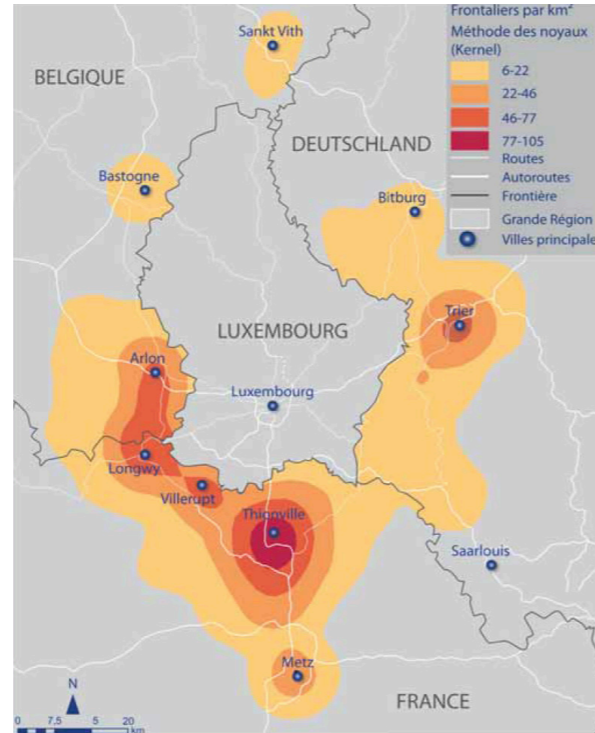 Frontaliers par km²
Méthode des noyaux
(Kernel)
6-22
22-46
46-77
77-105
Routes
Autoroutes
Frontière
Grande Région
Villes principale
Sankt Vith
BELGIQUE
DEUTSCHLAND
Bastogne
Bitburg
Trier
LUXEMBOURG
Arlon
Luxembourg
Longwy
Villerupt
Thionville
Saarlouis
Metz
FRANCE
N
0 7,5 5 20
km